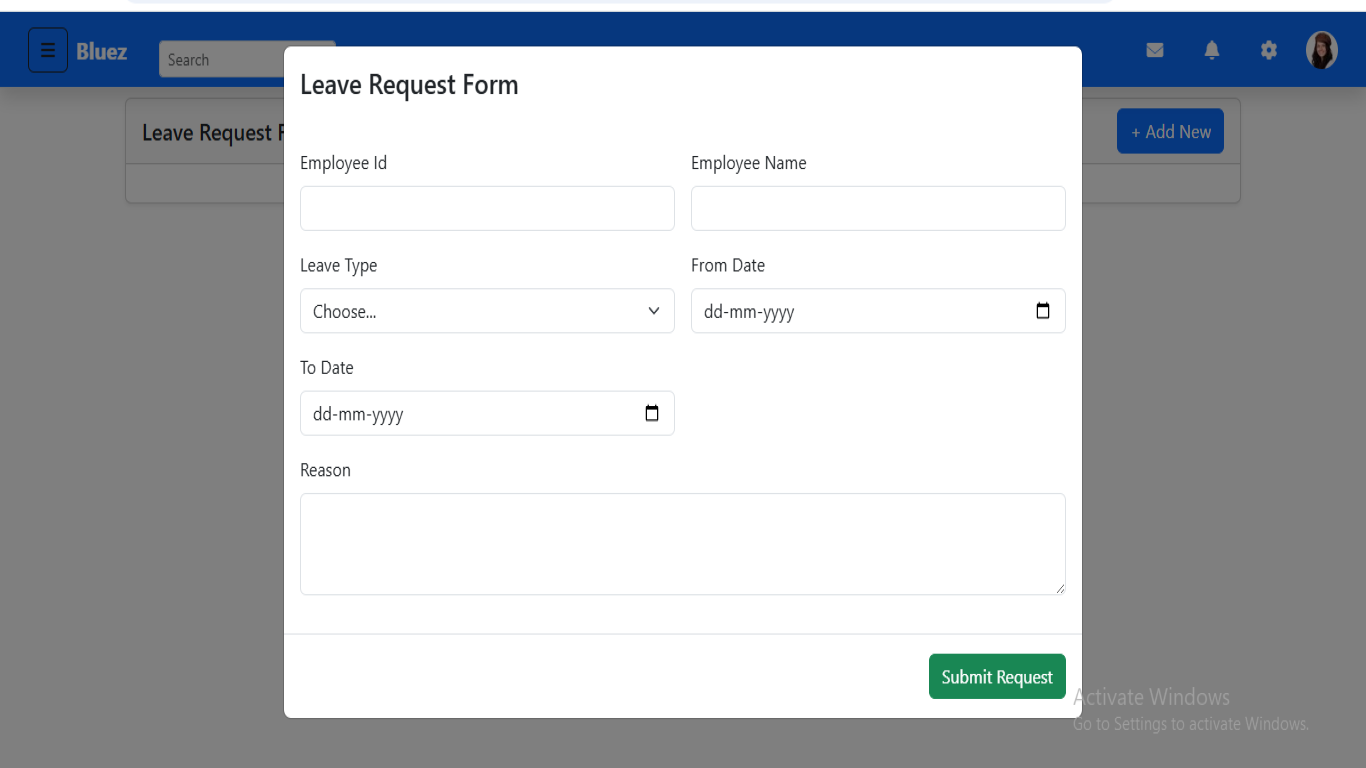 Bluez
Search
Leave Request Form
Leave Request F
+ Add New
Employee Id
Employee Name
Leave Type
From Date
Choose...
dd-mm-yyyy
To Date
dd-mm-yyyy
Reason
Submit Request
Activate Windows
Go to Settings to activate Windows.